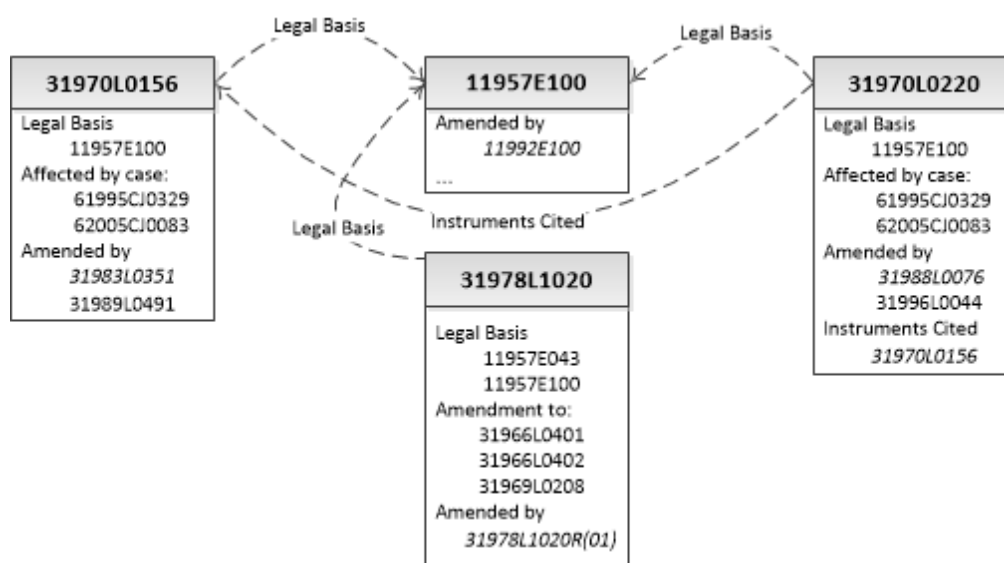 Legal Basis
Legal Basis
31970L0156
Legal Basis
11957E100
Affected by case:
61995CJ0329
62005CJ0083
Amended by
31983L0351
31989L0491
11957E100
Amended by
11992E100
...
Instruments Cited
Legal Basis
31978L1020
Legal Basis
11957E043
11957E100
Amendment to:
31966L0401
31966L0402
31969L0208
Amended by
31978L1020R(01)
31970L0220
Legal Basis
11957E100
Affected by case:
61995CJ0329
62005CJ0083
Amended by
31988L0076
31996L0044
Instruments Cited
31970L0156